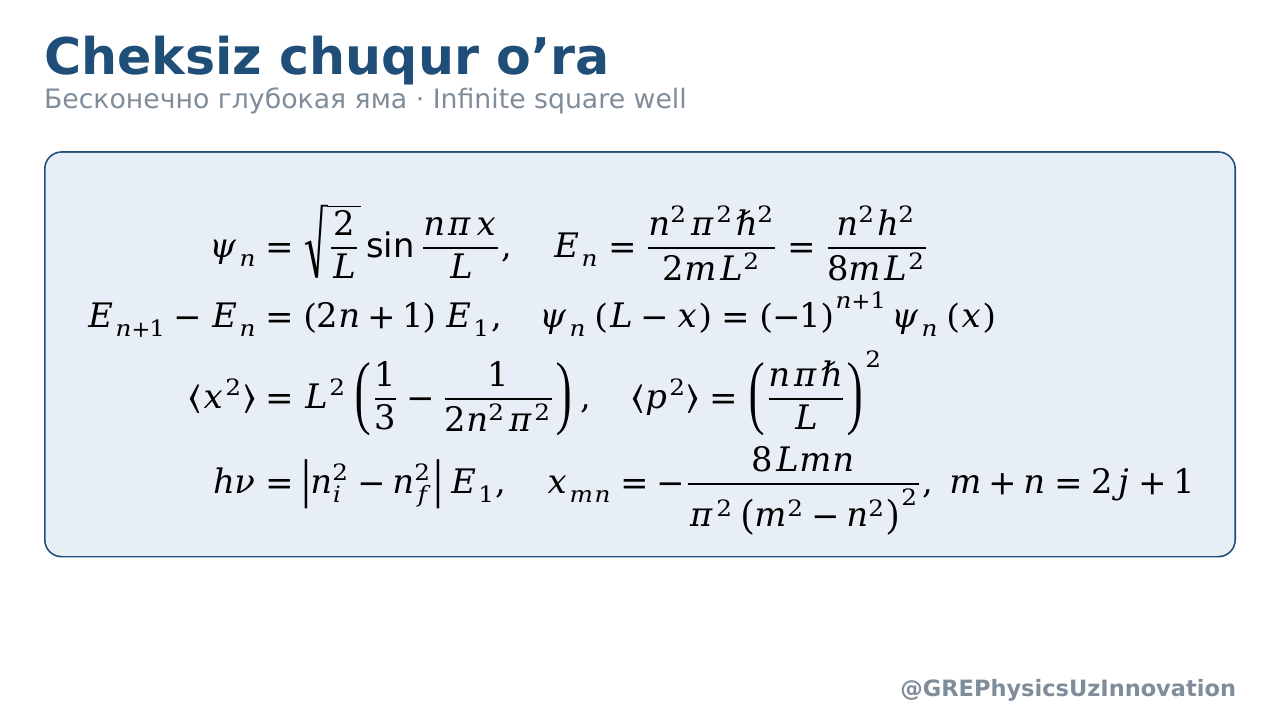 Cheksiz chuqur o’ra
Бесконечно глубокая яма · Infinite square well
ψ_n = √(2/L) sin nπx/L, E_n = n²π²ℏ²/2mL² = n²h²/8mL²
E_{n+1} − E_n = (2n + 1) E_1, ψ_n (L − x) = (−1)^{n+1} ψ_n (x)
⟨x²⟩ = L² (1/3 − 1/2n²π²), ⟨p²⟩ = (nπℏ/L)²
hν = |n_i² − n_f²| E_1, x_{mn} = − 8Lmn/π² (m² − n²)², m + n = 2j + 1
@GREPhysicsUzInnovation